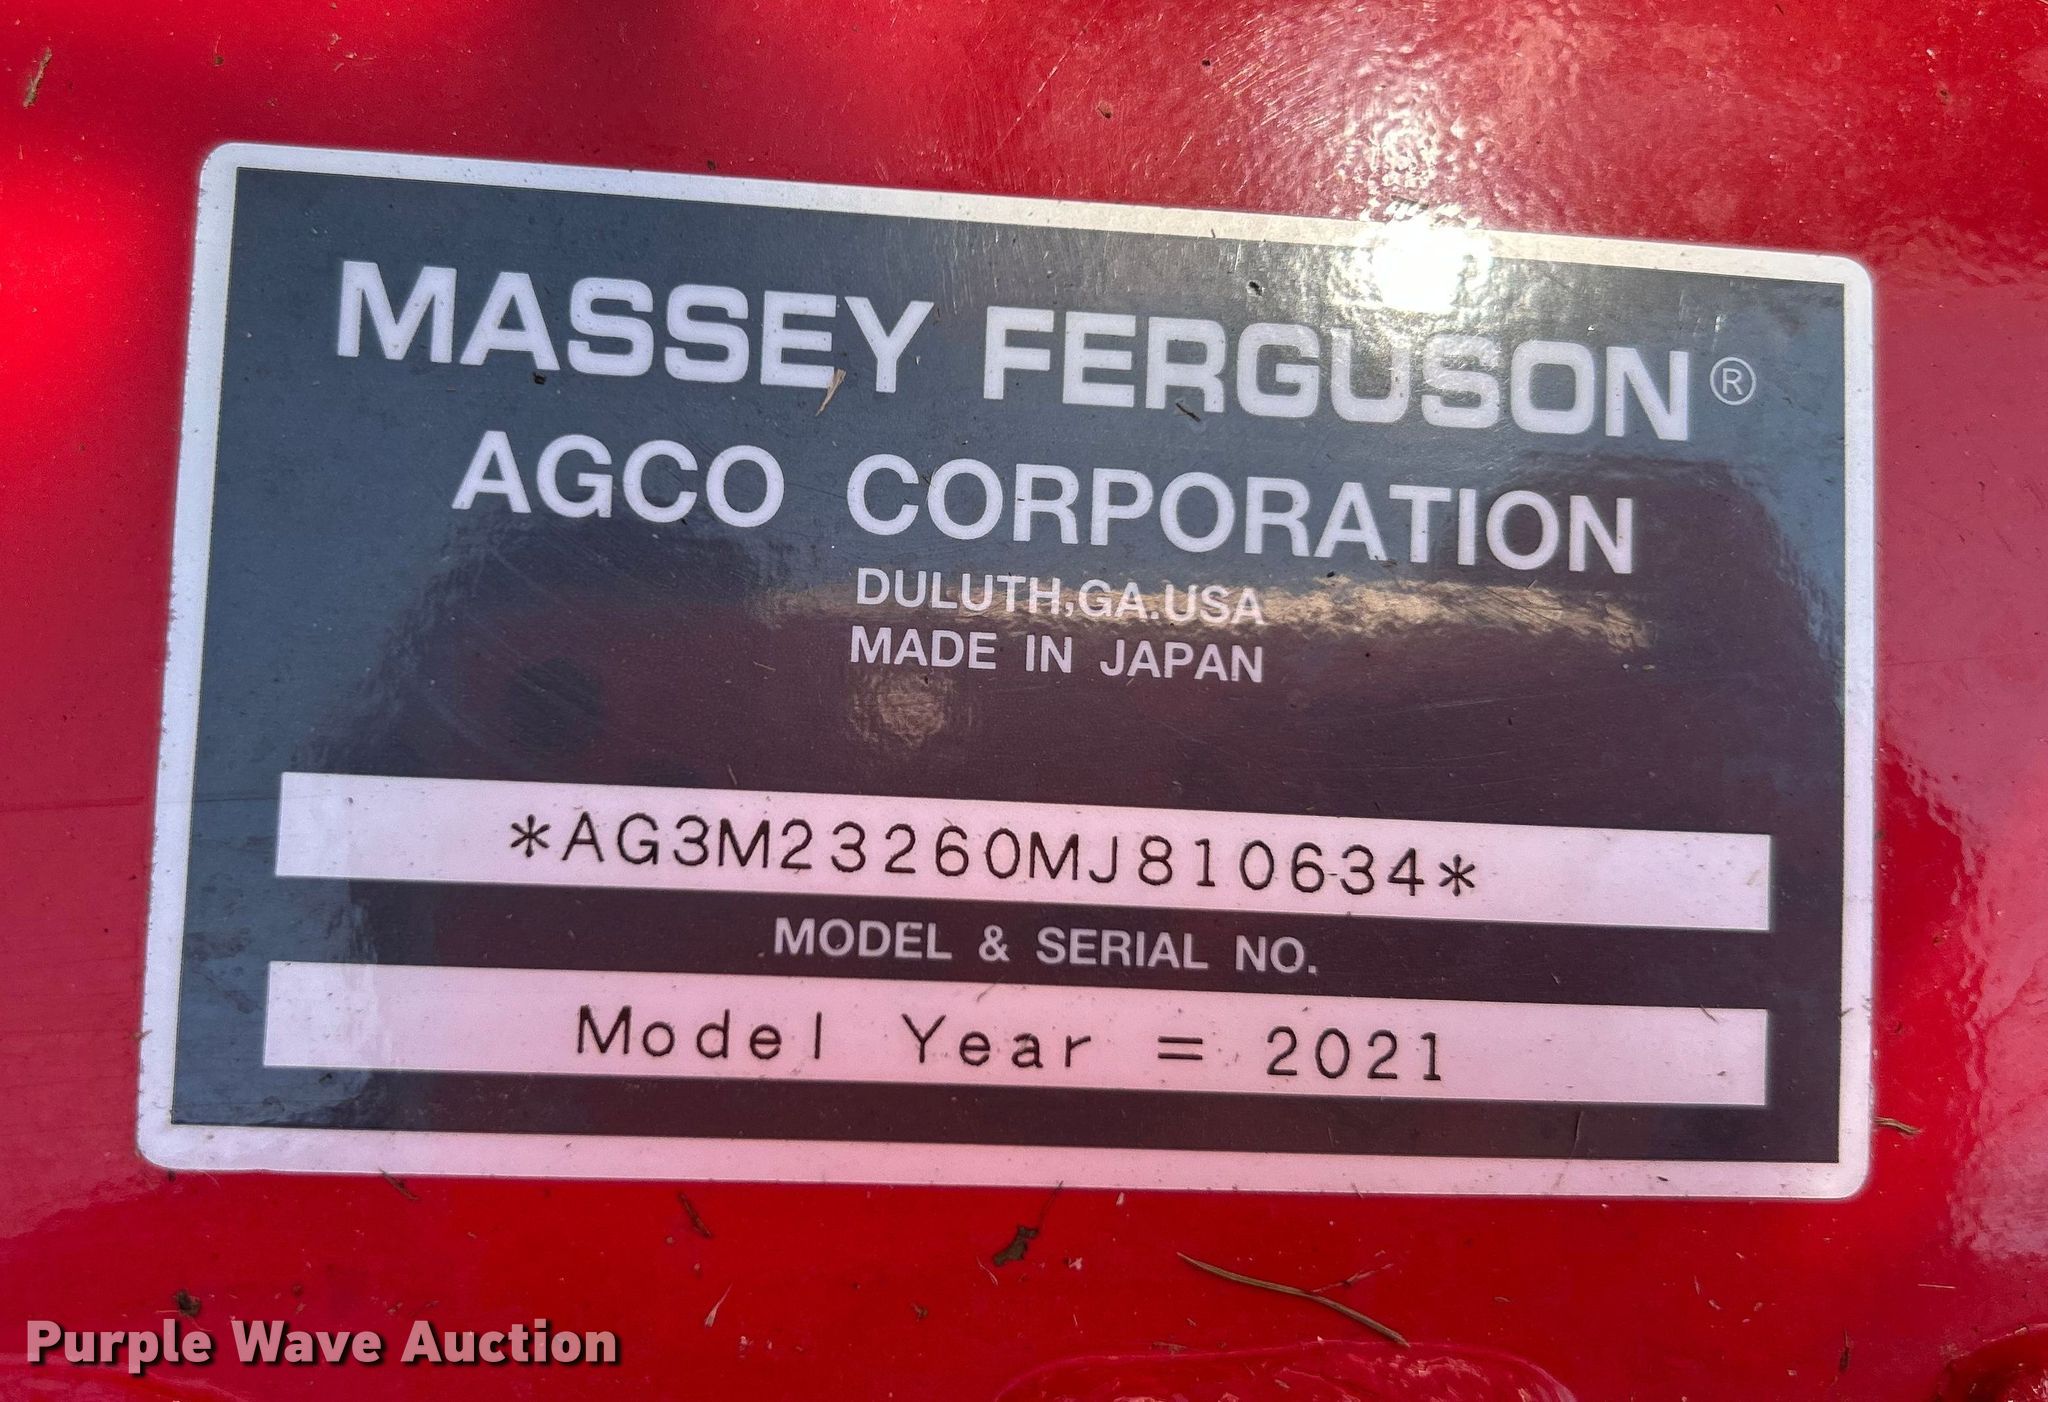 MASSEY FERGUSON®
AGCO CORPORATION
DULUTH,GA.USA
MADE IN JAPAN
*AG3M23260MJ810634*
MODEL & SERIAL NO.
Model Year = 2021
Purple Wave Auction